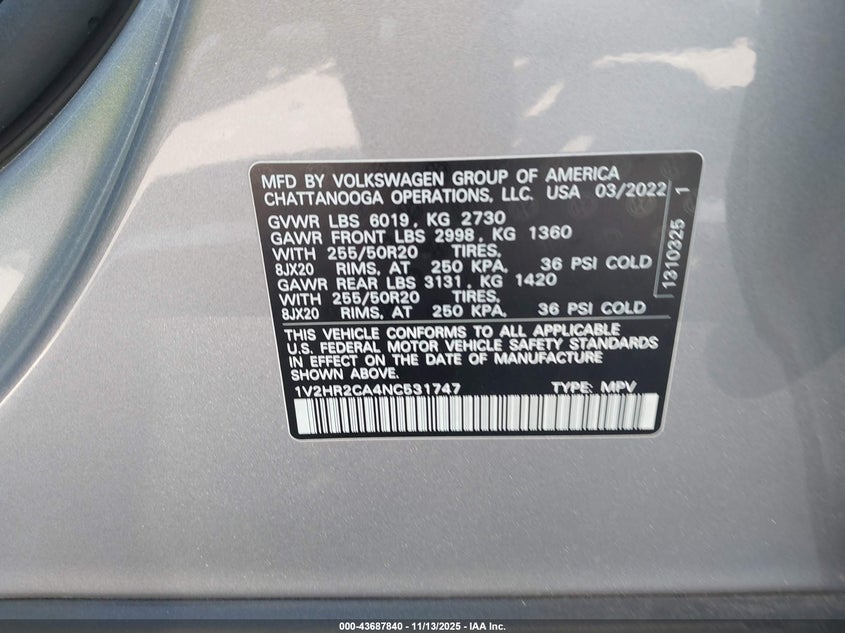 MFD BY VOLKSWAGEN GROUP OF AMERICA
CHATTANOOGA OPERATIONS, LLC. USA 03/2022
GVWR LBS 6019, KG 2730
GAWR FRONT LBS 2998, KG 1360
WITH 255/50R20 TIRES,
8JX20 RIMS, AT 250 KPA, 36 PSI COLD
GAWR REAR LBS 3131, KG 1420
WITH 255/50R20 TIRES,
8JX20 RIMS, AT 250 KPA, 36 PSI COLD
1310325 1
THIS VEHICLE CONFORMS TO ALL APPLICABLE
U.S. FEDERAL MOTOR VEHICLE SAFETY STANDARDS
IN EFFECT ON THE DATE OF MANUFACTURE
SHOWN ABOVE.
1V2HR2CA4NC531747 TYPE: MPV
000-43687840 - 11/13/2025 - IAA Inc.